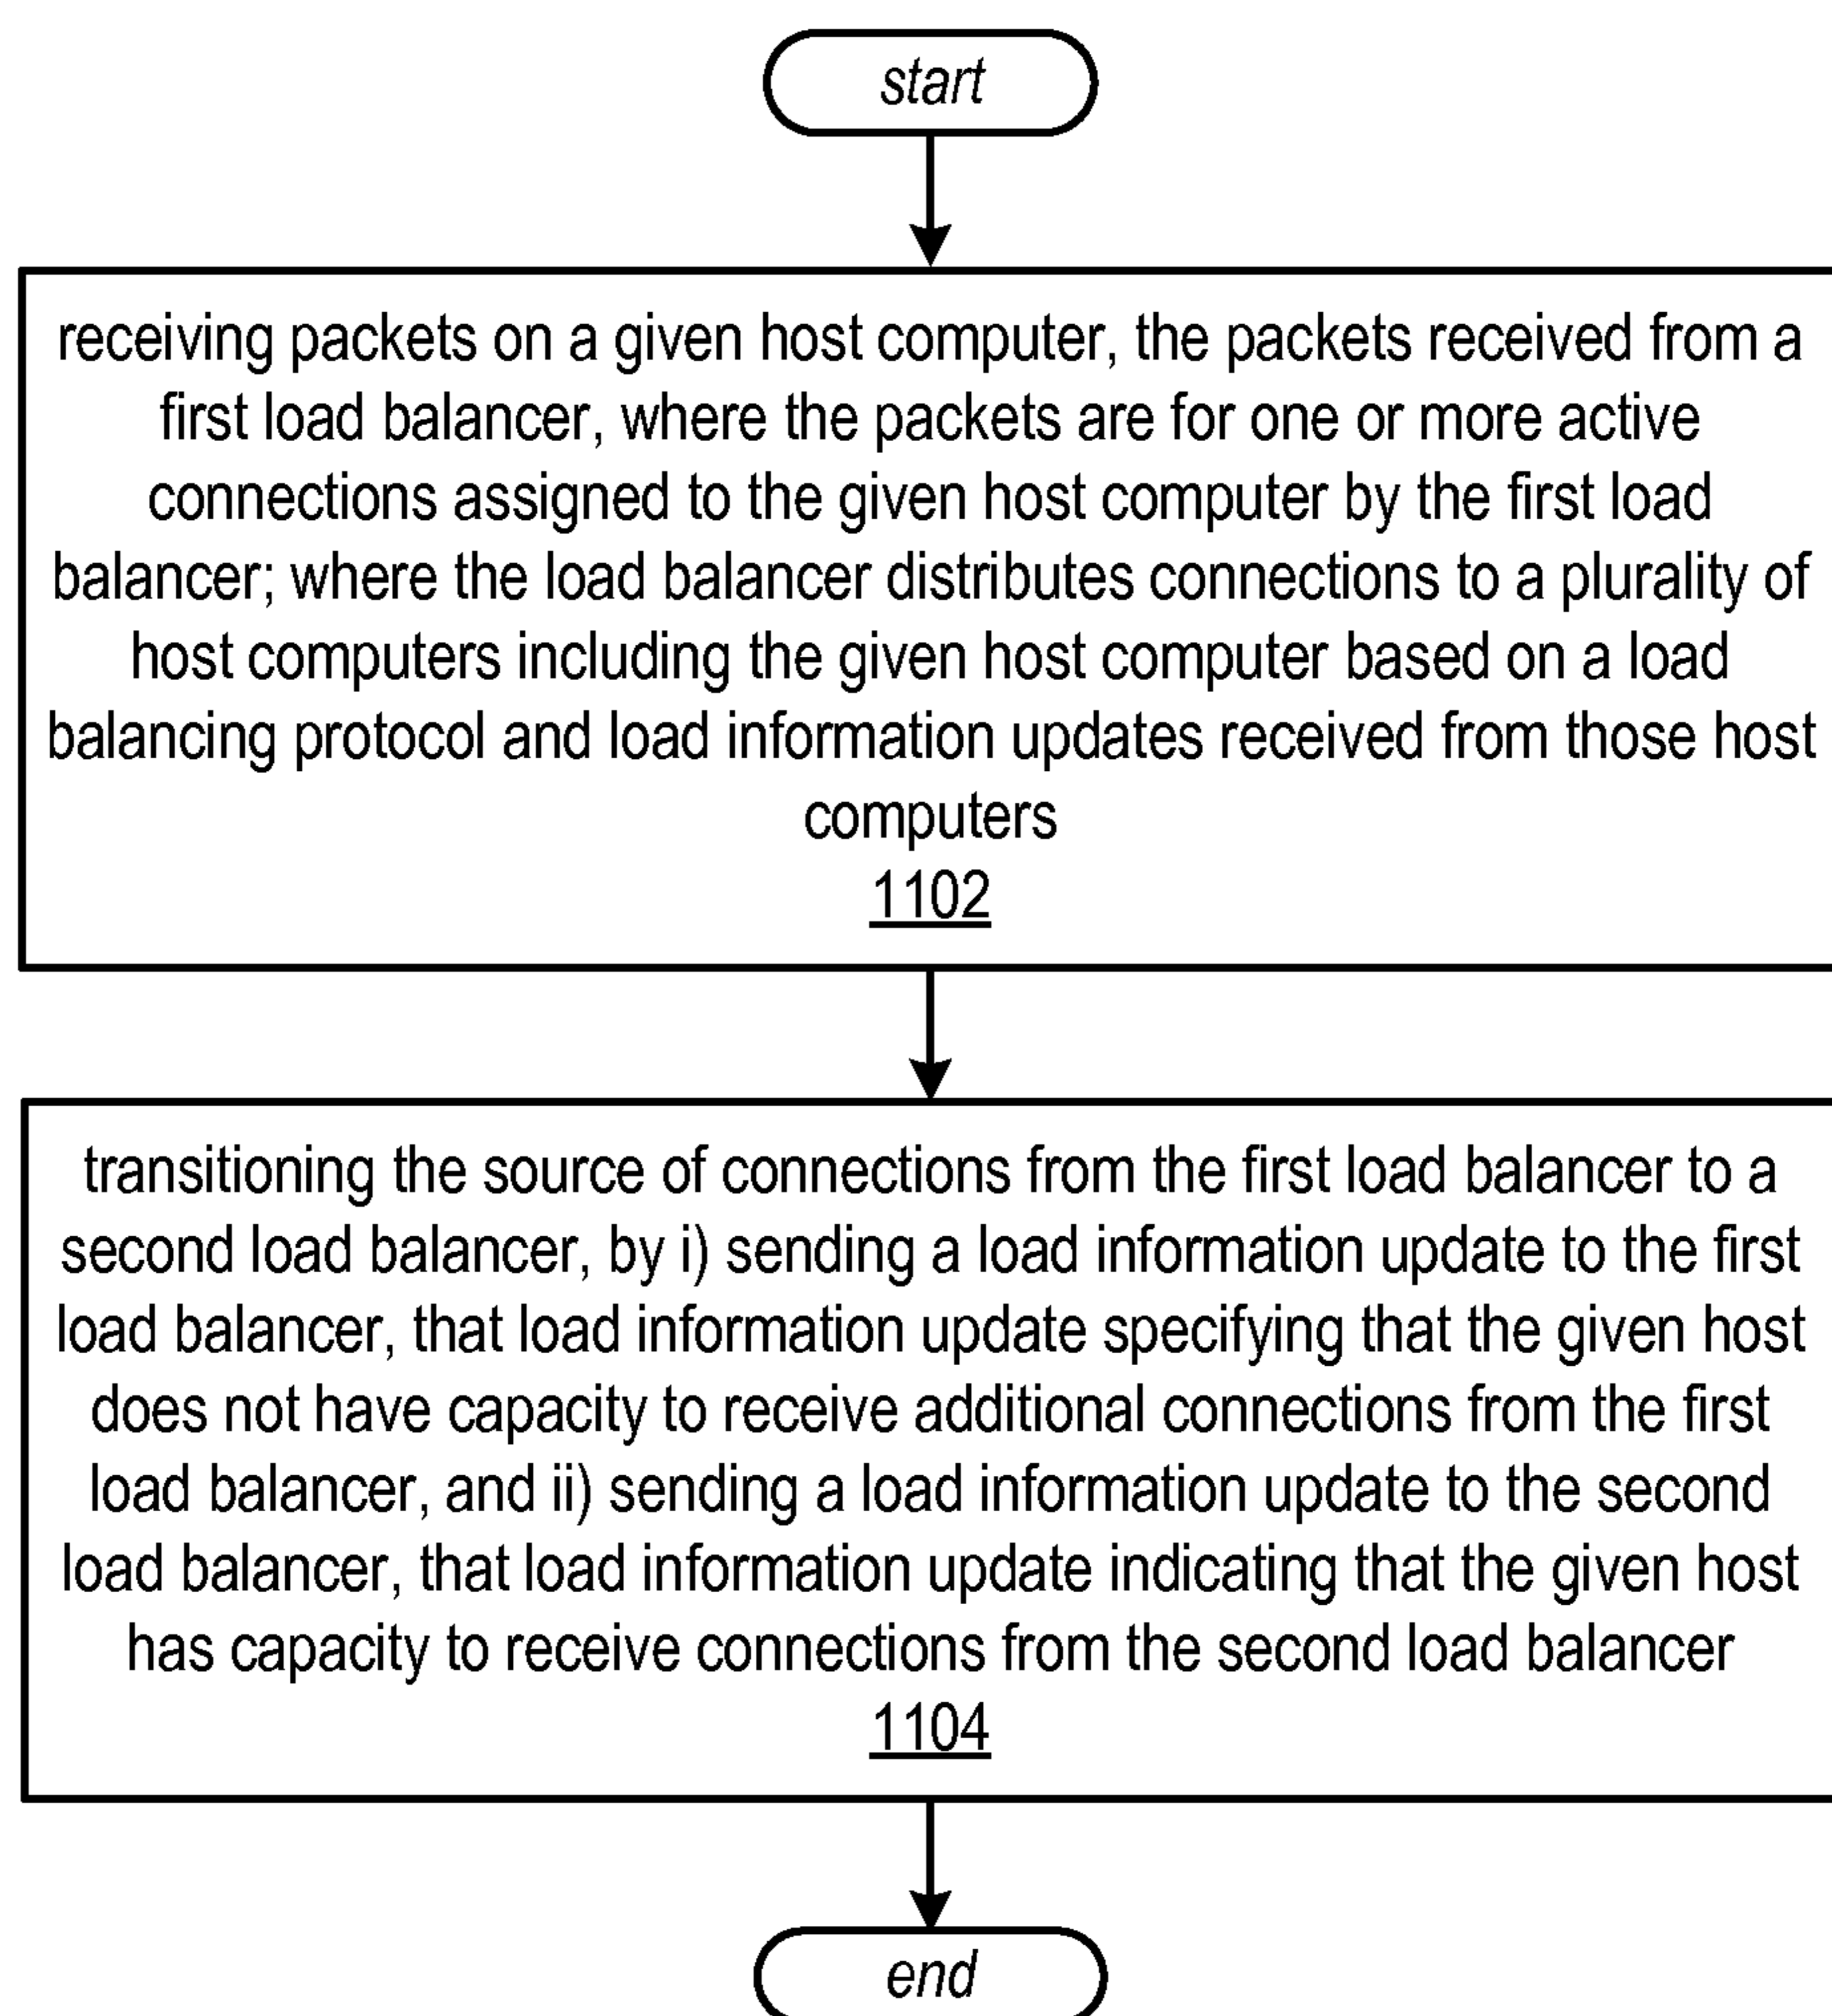 start
receiving packets on a given host computer, the packets received from a
first load balancer, where the packets are for one or more active
connections assigned to the given host computer by the first load
balancer; where the load balancer distributes connections to a plurality of
host computers including the given host computer based on a load
balancing protocol and load information updates received from those host
computers
1102
transitioning the source of connections from the first load balancer to a
second load balancer, by i) sending a load information update to the first
load balancer, that load information update specifying that the given host
does not have capacity to receive additional connections from the first
load balancer, and ii) sending a load information update to the second
load balancer, that load information update indicating that the given host
has capacity to receive connections from the second load balancer
1104
end